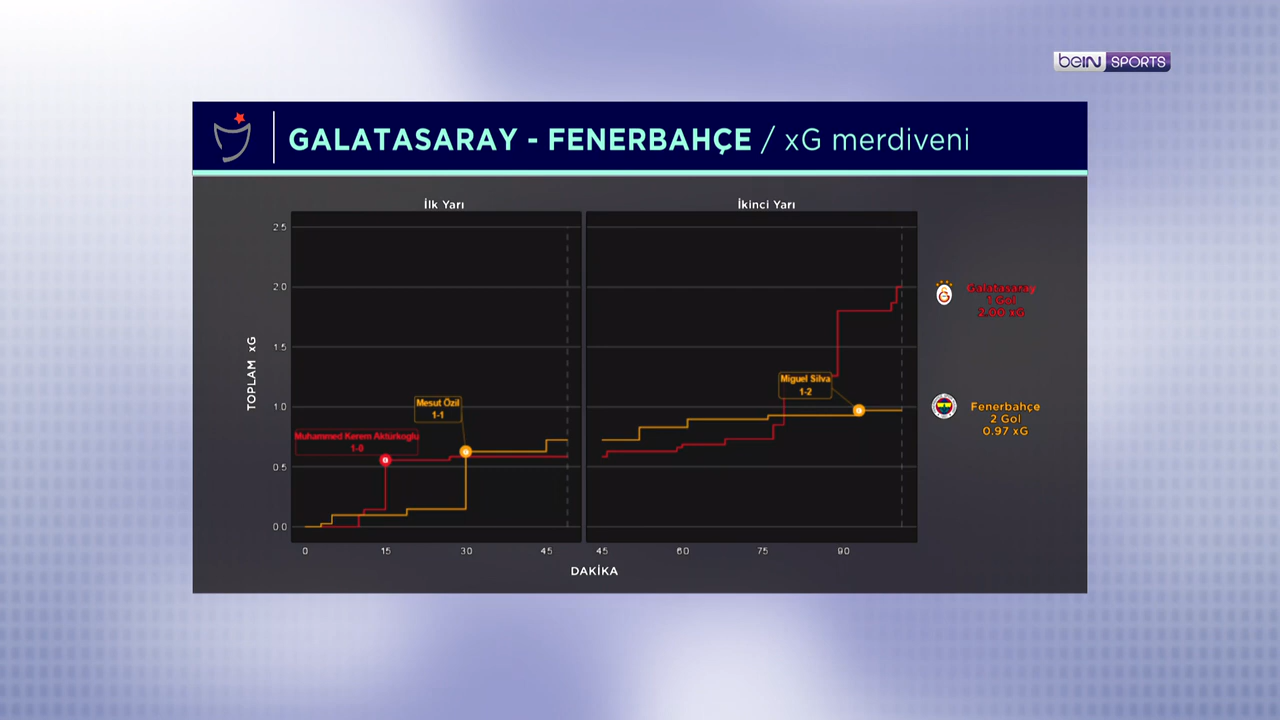 beIN SPORTS
GALATASARAY - FENERBAHÇE / xG merdiveni
İlk Yarı
İkinci Yarı
TOPLAM xG
2.5
2.0
1.5
1.0
0.5
0.0
Muhammed Kerem Aktürkoğlu
1-0
Mesut Özil
1-1
Miguel Silva
1-2
Galatasaray
1 Gol
2.00 xG
Fenerbahçe
2 Gol
0.97 xG
0 15 30 45
45 60 75 90
DAKİKA